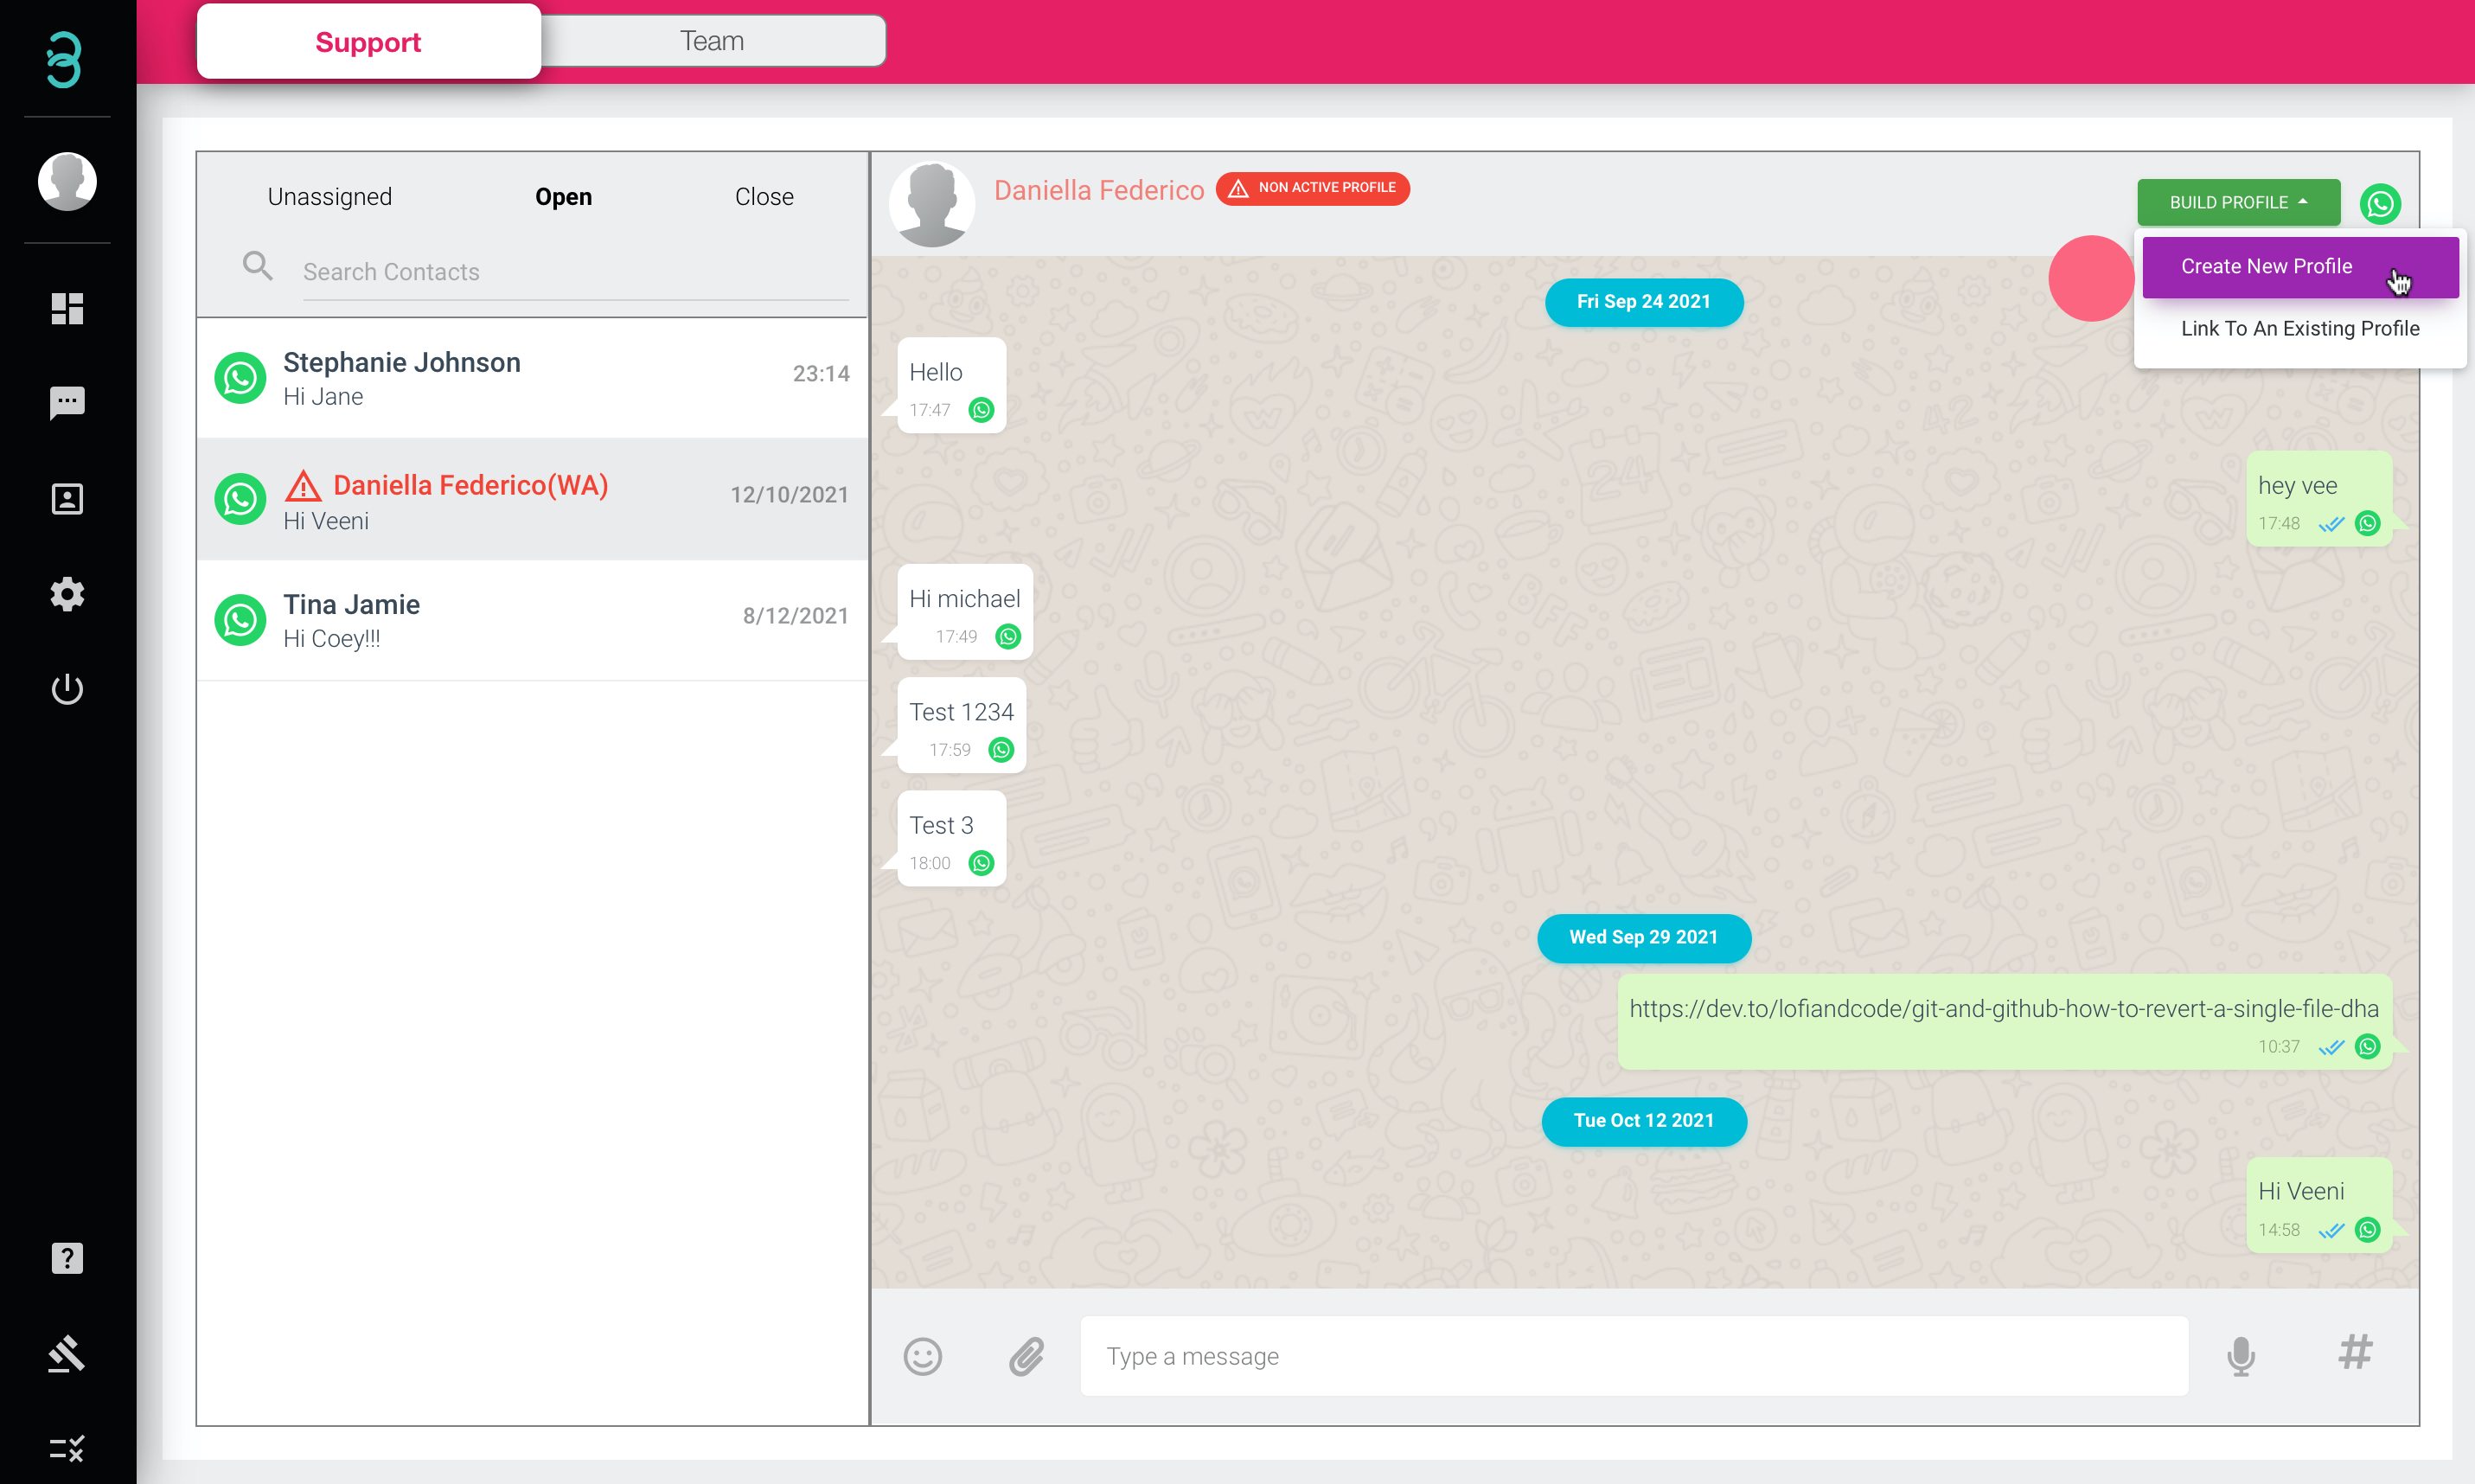 Support
Team
Unassigned
Open
Close
Search Contacts
Stephanie Johnson
23:14
Hi Jane
Daniella Federico(WA)
12/10/2021
Hi Veeni
Tina Jamie
8/12/2021
Hi Coey!!!
Daniella Federico
NON ACTIVE PROFILE
BUILD PROFILE
Create New Profile
Link To An Existing Profile
Fri Sep 24 2021
Hello
17:47
hey vee
17:48
Hi michael
17:49
Test 1234
17:59
Test 3
18:00
Wed Sep 29 2021
https://dev.to/lofiandcode/git-and-github-how-to-revert-a-single-file-dha
10:37
Tue Oct 12 2021
Hi Veeni
14:58
Type a message
#